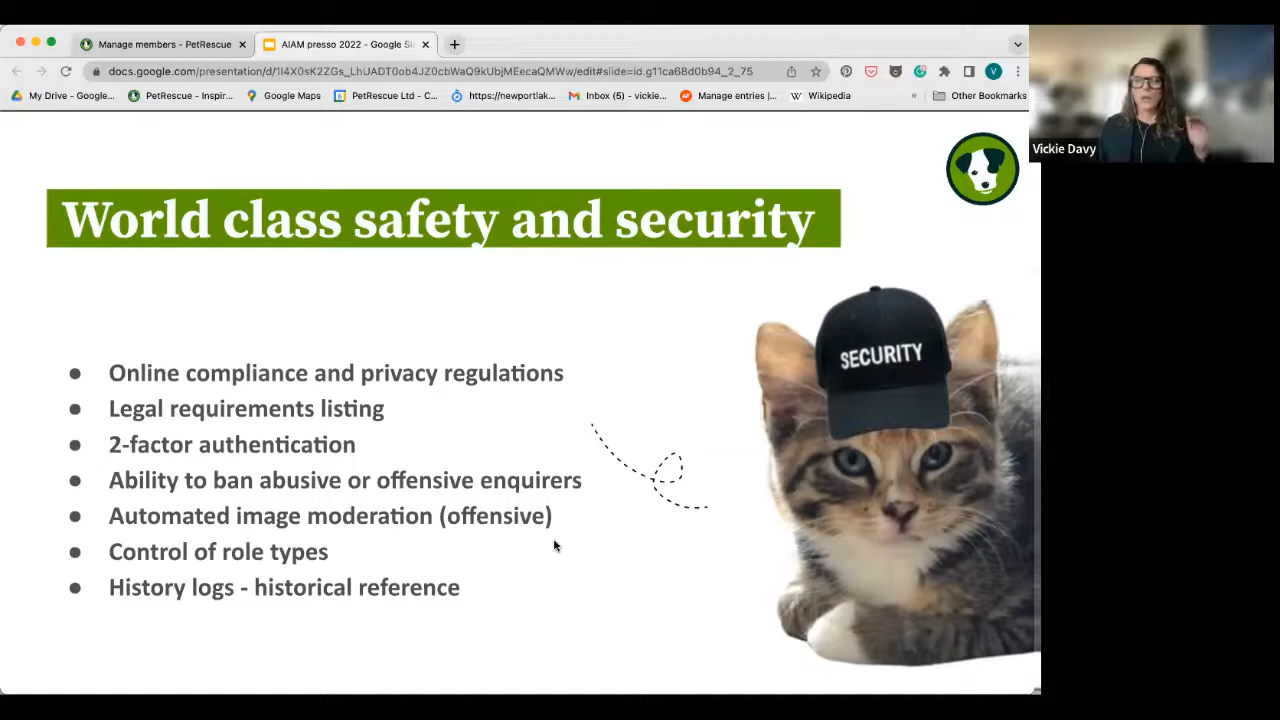 Manage members - PetRescue
AIAM presso 2022 - Google Sl
docs.google.com/presentation/d/
/edit#slide=id.g11ca68d0b94_2_75
V
My Drive - Google...
PetRescue - Inspir...
Google Maps
PetRescue Ltd - C...
https://newportlak...
Inbox (5) - vickie...
Manage entries |...
Wikipedia
»
Other Bookmarks
Vickie Davy
World class safety and security
SECURITY
● Online compliance and privacy regulations
● Legal requirements listing
● 2-factor authentication
● Ability to ban abusive or offensive enquirers
● Automated image moderation (offensive)
● Control of role types
● History logs - historical reference